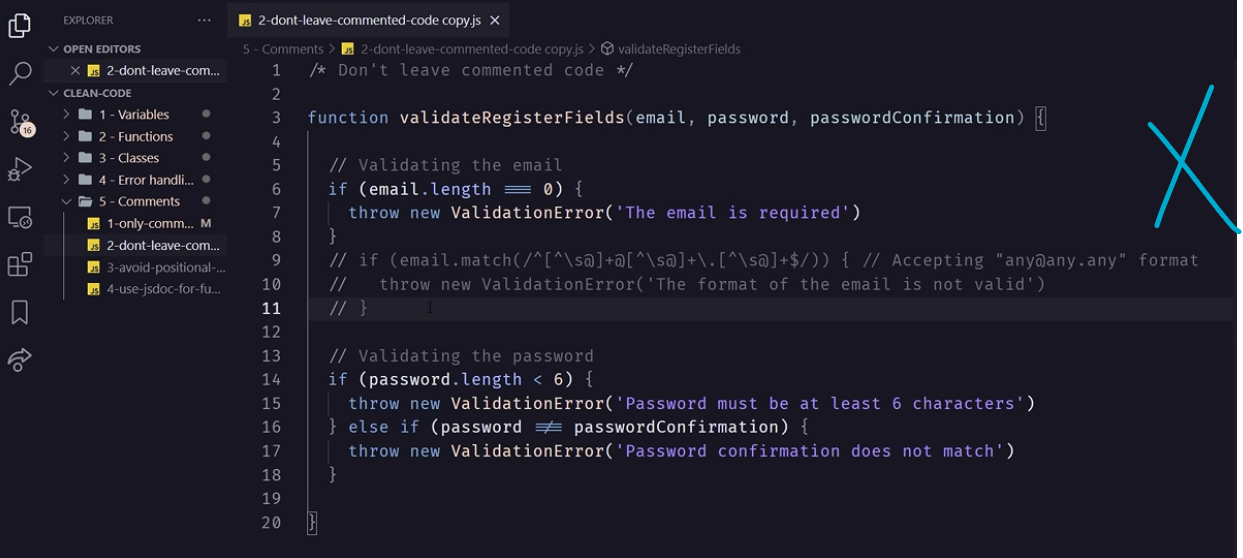 EXPLORER ...
OPEN EDITORS
JS 2-dont-leave-com...
CLEAN-CODE
1 - Variables
2 - Functions
3 - Classes
4 - Error handli...
5 - Comments
JS 1-only-comm... M
JS 2-dont-leave-com...
JS 3-avoid-positional-...
JS 4-use-jsdoc-for-fu...
16
JS 2-dont-leave-commented-code copy.js
5 - Comments > JS 2-dont-leave-commented-code copy.js > validateRegisterFields
1 /* Don't leave commented code */
2
3 function validateRegisterFields(email, password, passwordConfirmation) {
4
5 // Validating the email
6 if (email.length === 0) {
7 throw new ValidationError('The email is required')
8 }
9 // if (email.match(/^[^\s@]+@[^\s@]+\.[^\s@]+$/)) { // Accepting "any@any.any" format
10 // throw new ValidationError('The format of the email is not valid')
11 // }
12
13 // Validating the password
14 if (password.length < 6) {
15 throw new ValidationError('Password must be at least 6 characters')
16 } else if (password !== passwordConfirmation) {
17 throw new ValidationError('Password confirmation does not match')
18 }
19
20 }